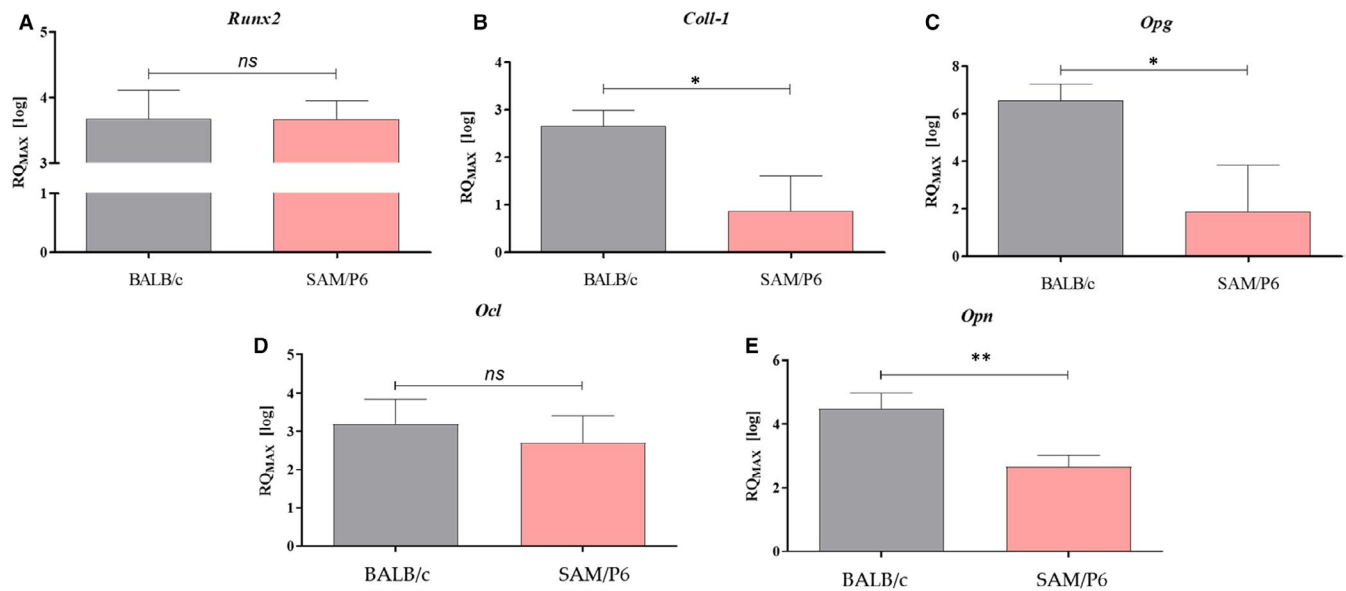 A
Runx2
RQMAX [log]
5
4
3
1
0
ns
BALB/c
SAM/P6
B
Coll-1
RQMAX [log]
4
3
2
1
0
*
BALB/c
SAM/P6
C
Opg
RQMAX [log]
8
6
4
2
0
*
BALB/c
SAM/P6
D
Ocl
RQMAX [log]
5
4
3
2
1
0
ns
BALB/c
SAM/P6
E
Opn
RQMAX [log]
6
4
2
0
**
BALB/c
SAM/P6